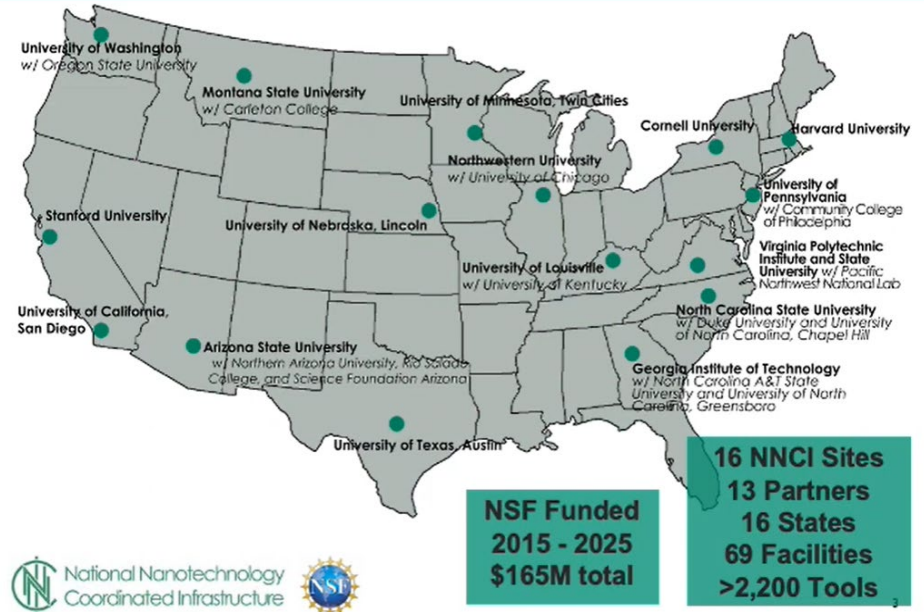 University of Washington
w/ Oregon State University
Montana State University
w/ Carleton College
University of Minnesota, Twin Cities
Cornell University
Harvard University
Northwestern University
w/ University of Chicago
University of
Pennsylvania
w/ Community College
of Philadelphia
Stanford University
University of Nebraska, Lincoln
University of Louisville
w/ University of Kentucky
Virginia Polytechnic
Institute and State
University w/ Pacific
Northwest National Lab
University of California,
San Diego
North Carolina State University
w/ Duke University and University
of North Carolina, Chapel Hill
Arizona State University
w/ Northern Arizona University, Rio Salado
College, and Science Foundation Arizona
Georgia Institute of Technology
w/ North Carolina A&T State
University and University of North
Carolina, Greensboro
University of Texas, Austin
NSF Funded
2015 - 2025
$165M total
16 NNCI Sites
13 Partners
16 States
69 Facilities
>2,200 Tools
National Nanotechnology
Coordinated Infrastructure
NSF
3